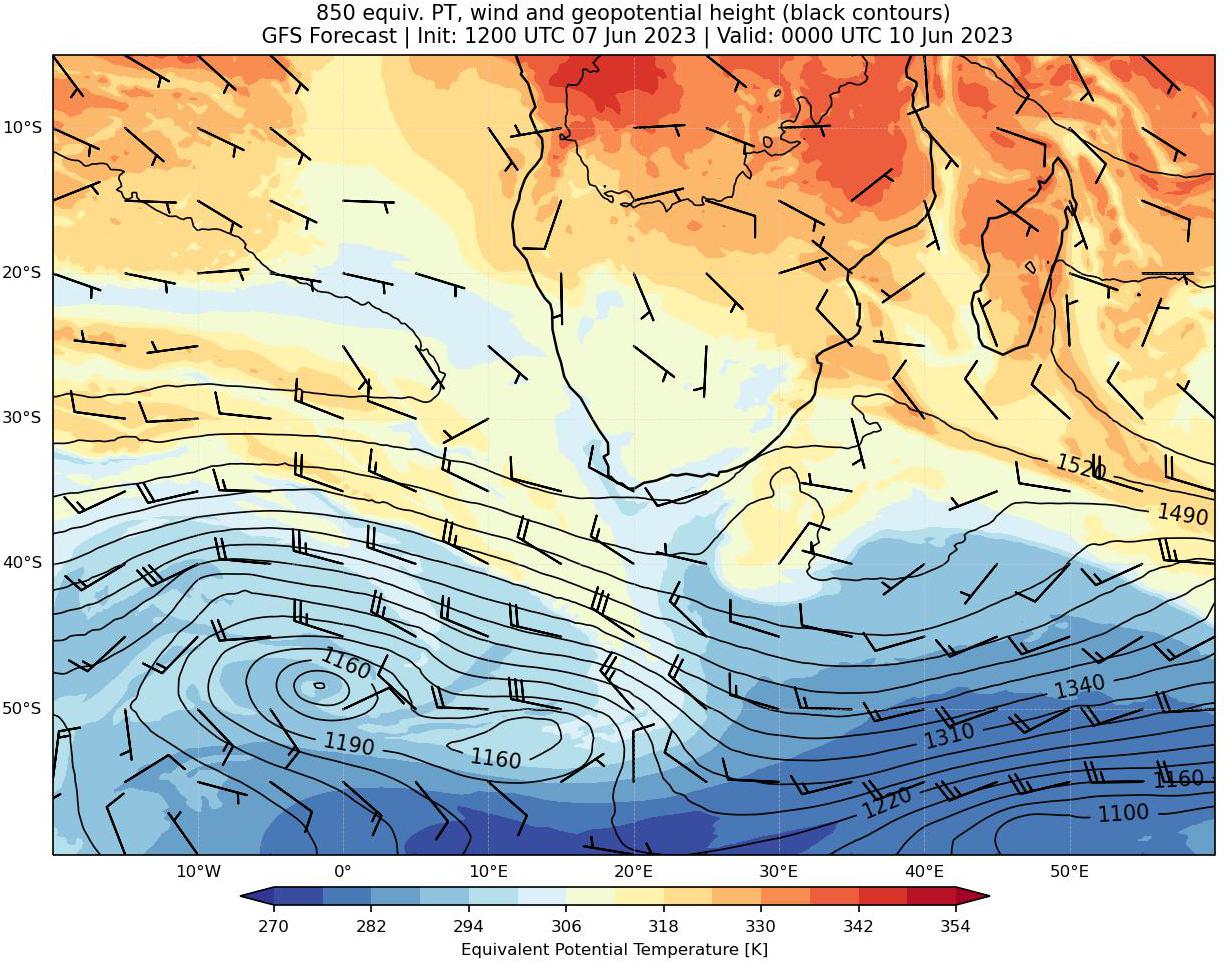 850 equiv. PT, wind and geopotential height (black contours)
GFS Forecast | Init: 1200 UTC 07 Jun 2023 | Valid: 0000 UTC 10 Jun 2023
10°S
20°S
30°S
1520
1490
40°S
1160
1340
50°S
1190
1160
1310
1160
1220
1100
10°W 0° 10°E 20°E 30°E 40°E 50°E
270 282 294 306 318 330 342 354
Equivalent Potential Temperature [K]